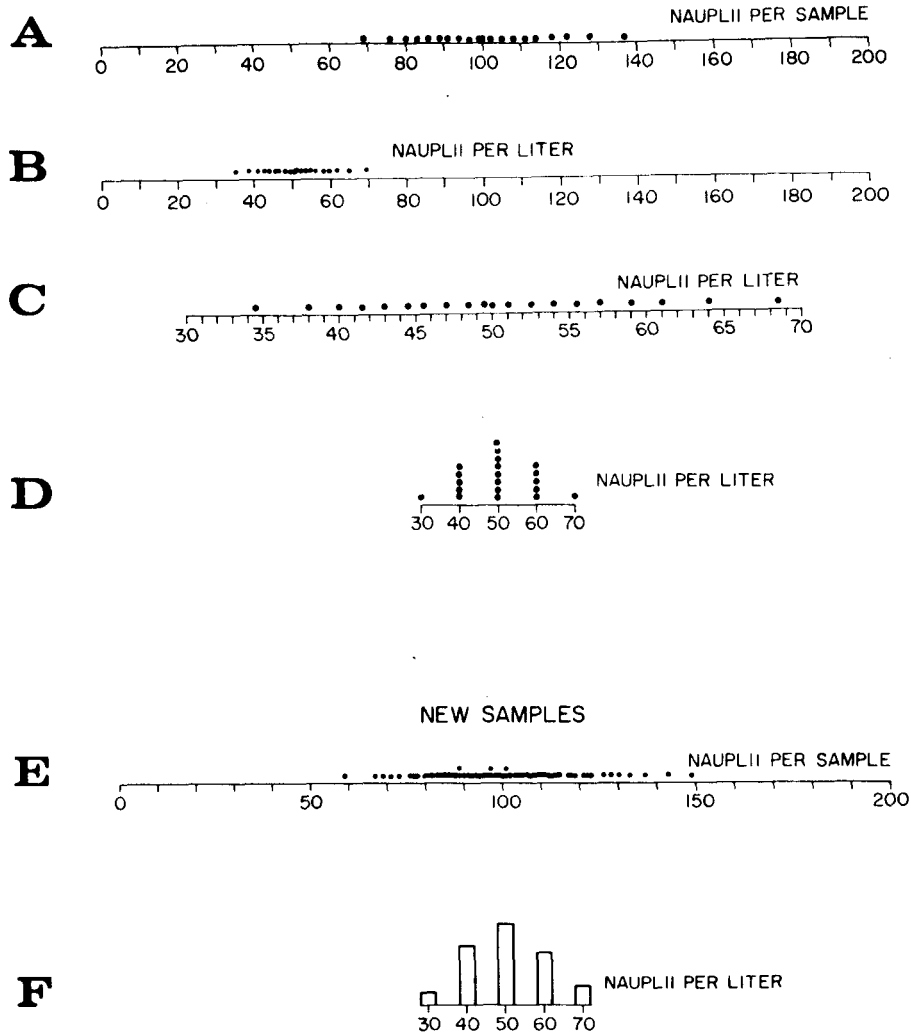 A
NAUPLII PER SAMPLE
0 20 40 60 80 100 120 140 160 180 200
B
NAUPLII PER LITER
0 20 40 60 80 100 120 140 160 180 200
C
NAUPLII PER LITER
30 35 40 45 50 55 60 65 70
D
NAUPLII PER LITER
30 40 50 60 70
NEW SAMPLES
E
NAUPLII PER SAMPLE
0 50 100 150 200
F
NAUPLII PER LITER
30 40 50 60 70